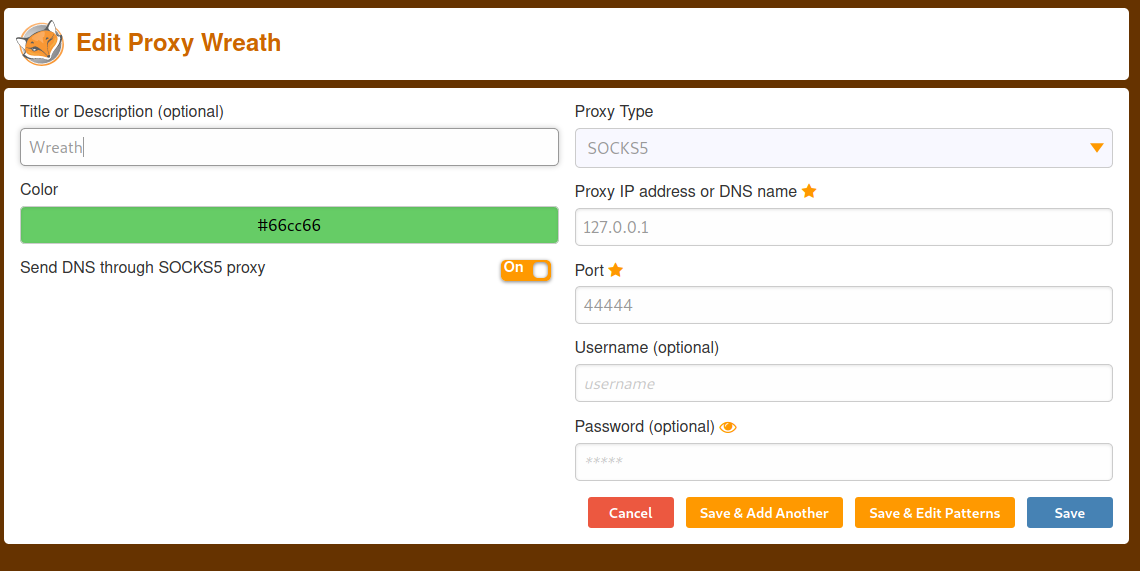 Edit Proxy Wreath
Title or Description (optional)
Wreath
Color
#66cc66
Send DNS through SOCKS5 proxy
On
Proxy Type
SOCKS5
Proxy IP address or DNS name
127.0.0.1
Port
44444
Username (optional)
username
Password (optional)
*****
Cancel
Save & Add Another
Save & Edit Patterns
Save